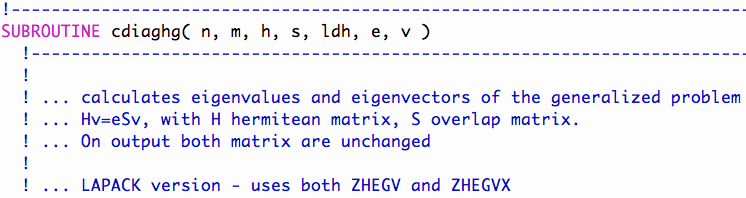 !--------------------------------------------------------------------------
SUBROUTINE cdiaghg( n, m, h, s, ldh, e, v )
!------------------------------------------------------------------------
!
! ... calculates eigenvalues and eigenvectors of the generalized problem
! ... Hv=eSv, with H hermitean matrix, S overlap matrix.
! ... On output both matrix are unchanged
!
! ... LAPACK version - uses both ZHEGV and ZHEGVX